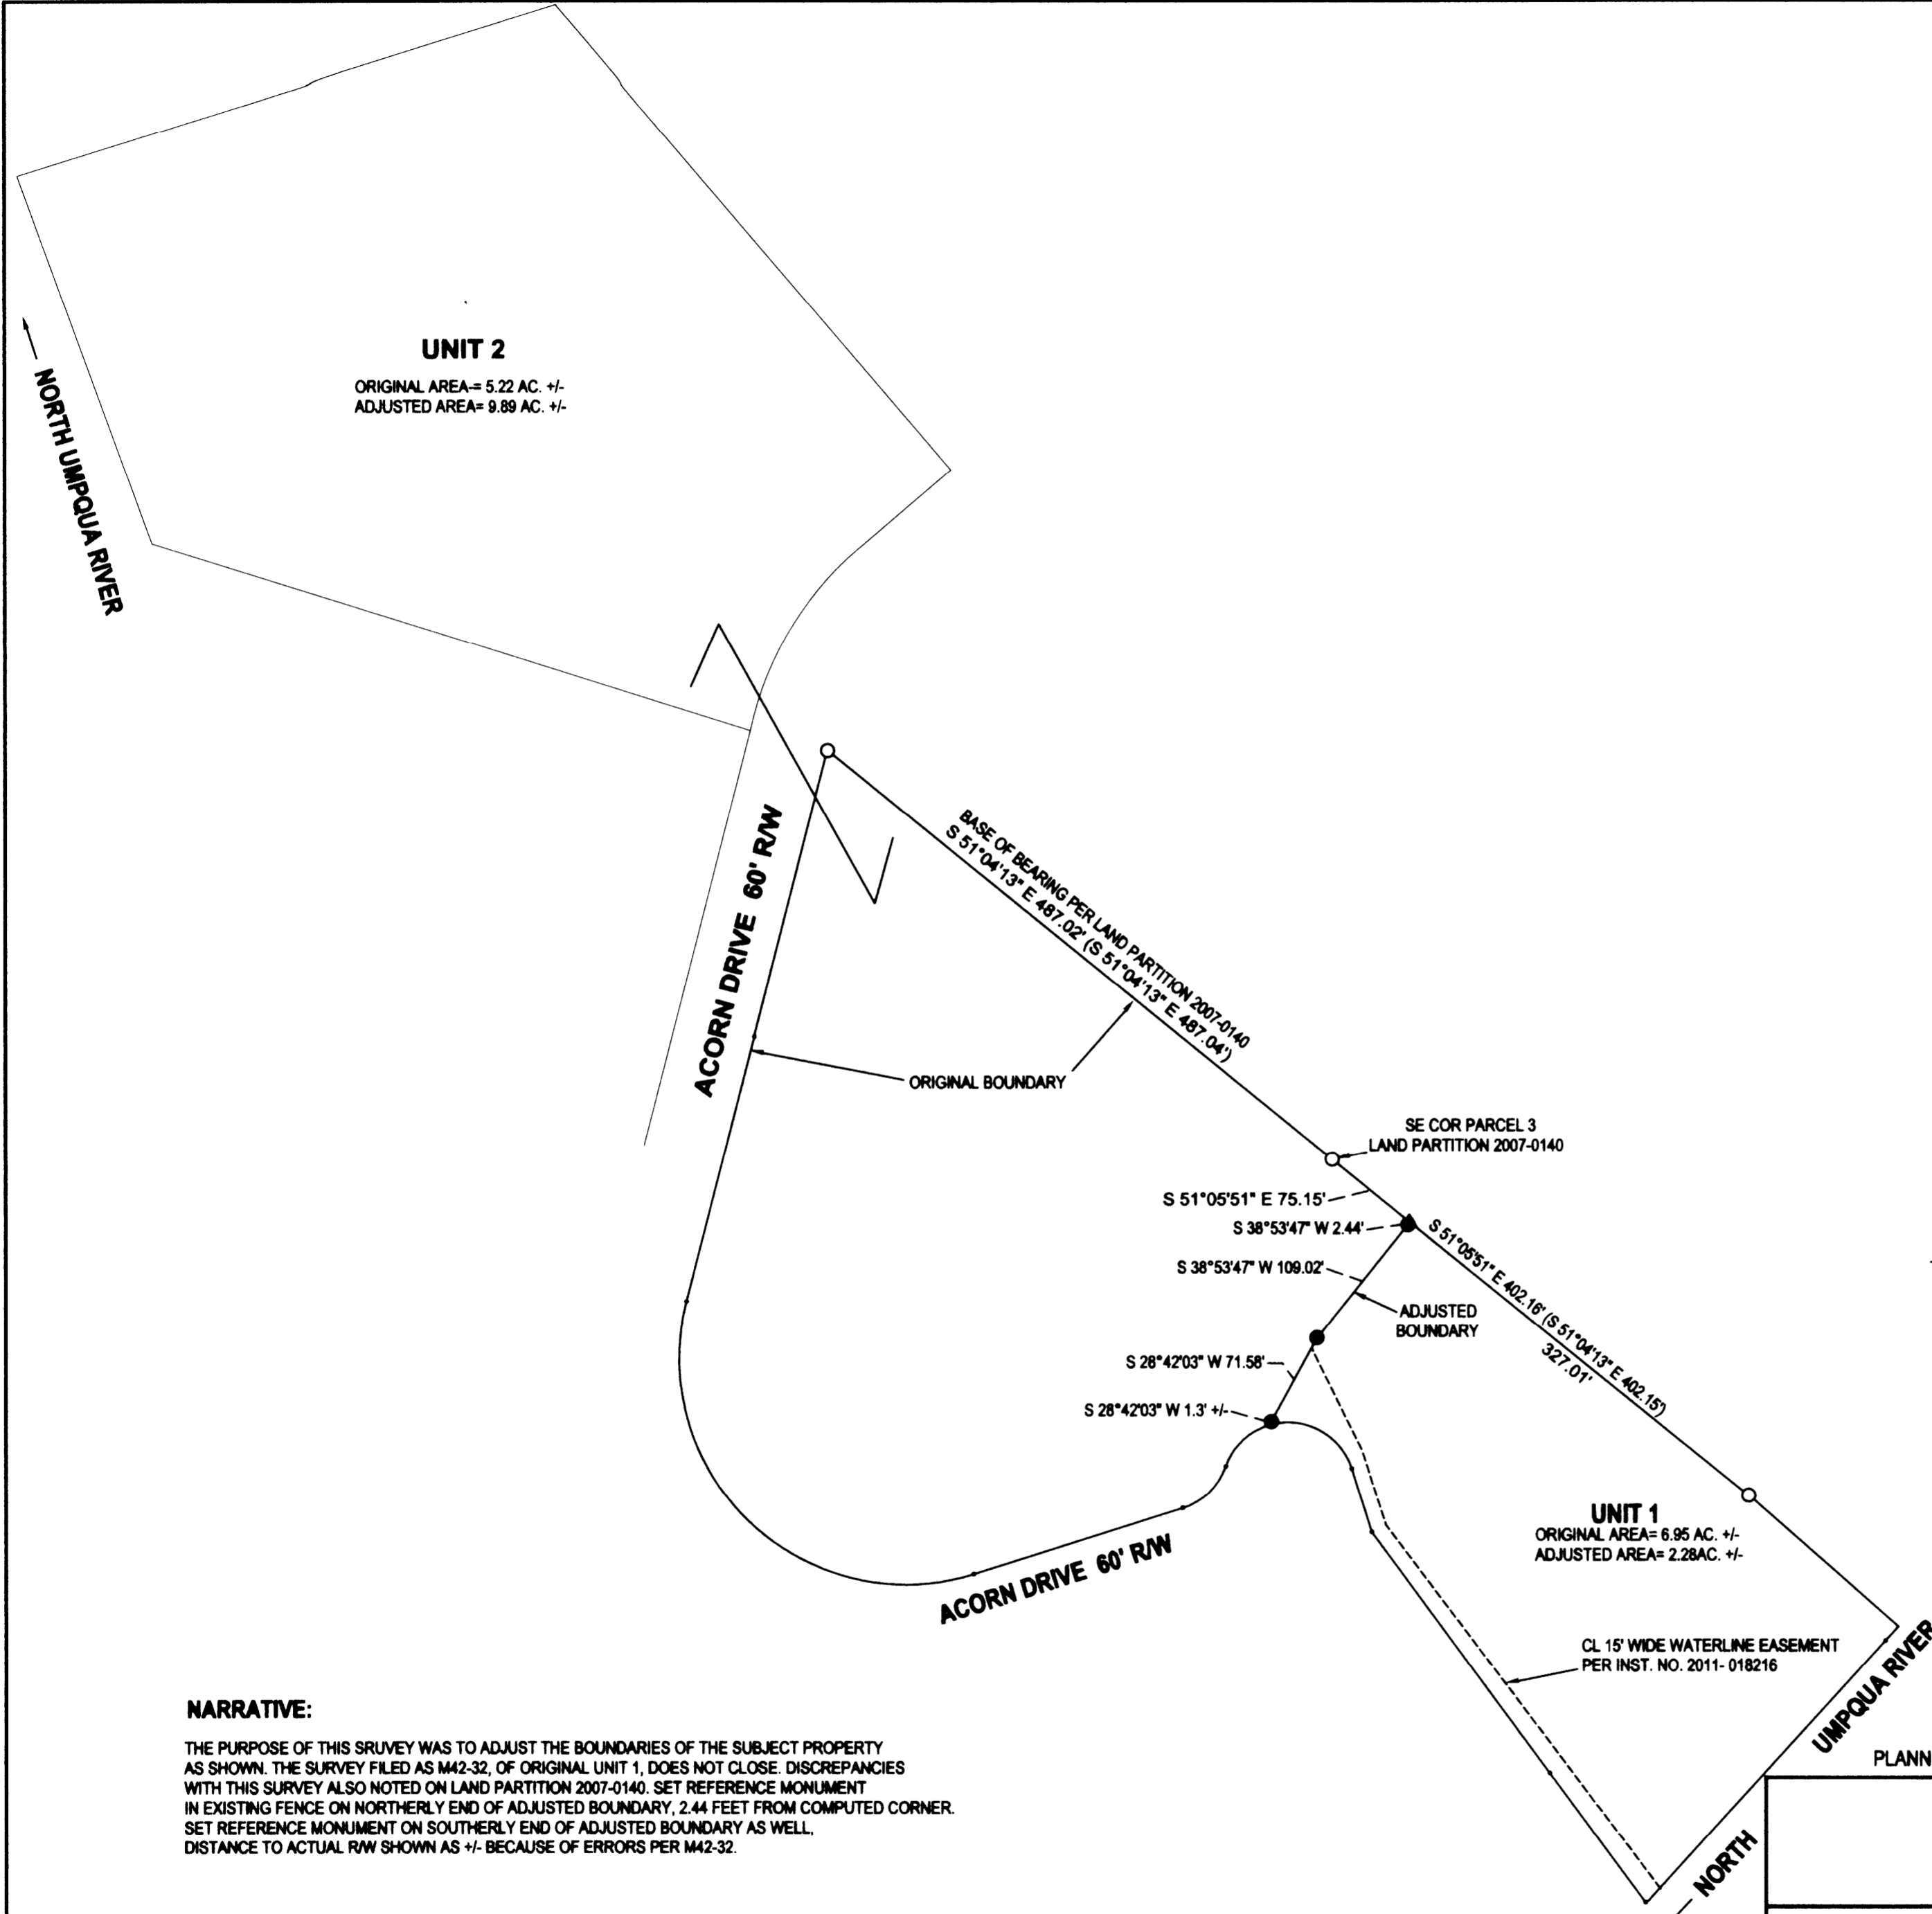 UNIT 2
ORIGINAL AREA= 5.22 AC. +/-
ADJUSTED AREA= 9.89 AC. +/-
NORTH UMPQUA RIVER
ACORN DRIVE 60' R/W
BASE OF BEARING PER LAND PARTITION 2007-0140
S 51°04'13" E 487.02' (S 51°04'13" E 487.04')
ORIGINAL BOUNDARY
SE COR PARCEL 3
LAND PARTITION 2007-0140
S 51°05'51" E 75.15'
S 38°53'47" W 2.44'
S 38°53'47" W 109.02'
S 51°05'51" E 402.16' (S 51°04'13" E 402.15')
327.01'
ADJUSTED
BOUNDARY
S 28°42'03" W 71.58'
S 28°42'03" W 1.3' +/-
UNIT 1
ORIGINAL AREA= 6.95 AC. +/-
ADJUSTED AREA= 2.28AC. +/-
ACORN DRIVE 60' R/W
CL 15' WIDE WATERLINE EASEMENT
PER INST. NO. 2011- 018216
NORTH UMPQUA RIVER
PLANN
NARRATIVE:
THE PURPOSE OF THIS SRUVEY WAS TO ADJUST THE BOUNDARIES OF THE SUBJECT PROPERTY
AS SHOWN. THE SURVEY FILED AS M42-32, OF ORIGINAL UNIT 1, DOES NOT CLOSE. DISCREPANCIES
WITH THIS SURVEY ALSO NOTED ON LAND PARTITION 2007-0140. SET REFERENCE MONUMENT
IN EXISTING FENCE ON NORTHERLY END OF ADJUSTED BOUNDARY, 2.44 FEET FROM COMPUTED CORNER.
SET REFERENCE MONUMENT ON SOUTHERLY END OF ADJUSTED BOUNDARY AS WELL,
DISTANCE TO ACTUAL R/W SHOWN AS +/- BECAUSE OF ERRORS PER M42-32.